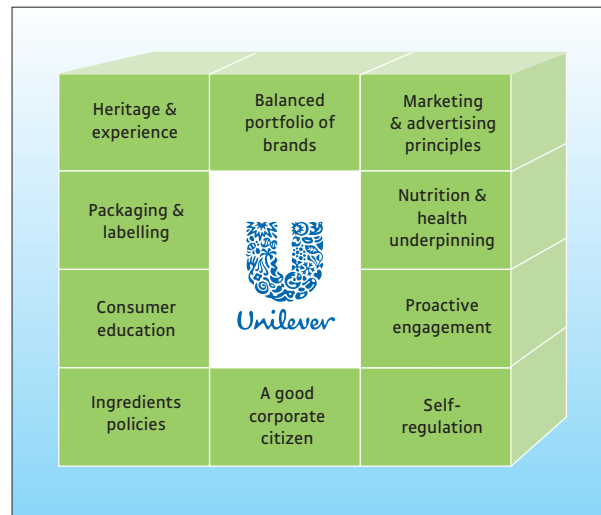 Heritage &
experience
Balanced
portfolio of
brands
Marketing
& advertising
principles
Packaging &
labelling
Nutrition &
health
underpinning
Unilever
Consumer
education
Proactive
engagement
Ingredients
policies
A good
corporate
citizen
Self-
regulation